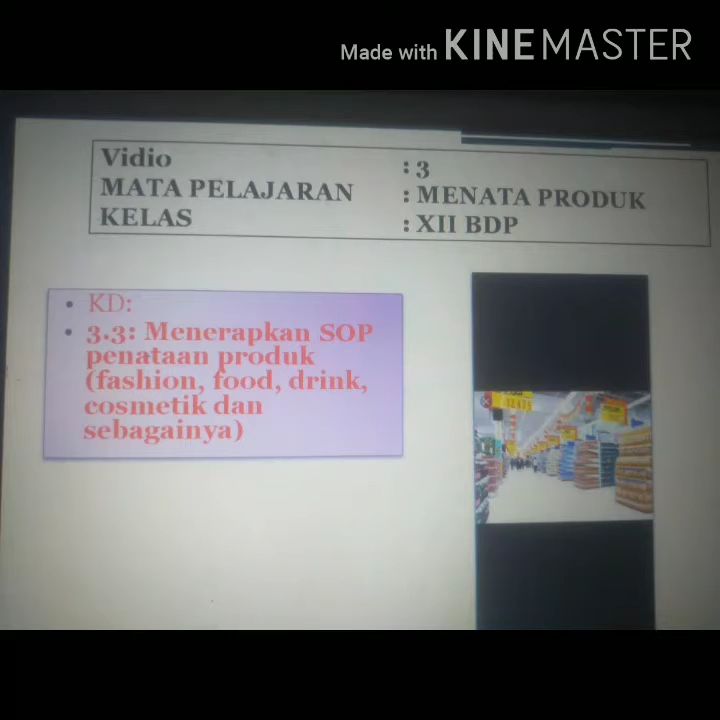 Made with KINEMASTER
Vidio : 3
MATA PELAJARAN : MENATA PRODUK
KELAS : XII BDP
• KD:
• 3.3: Menerapkan SOP
penataan produk
(fashion, food, drink,
cosmetik dan
sebagainya)